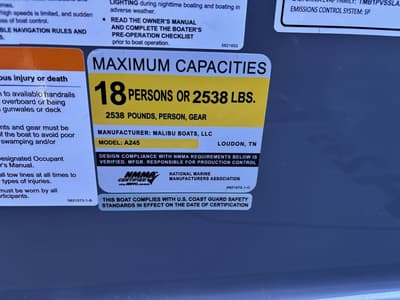 high speeds is limited, and sudden
loss of boat control.
NAVIGATION RULES AND
LIGHTING during nighttime boating and boating in
adverse weather.
• READ THE OWNER'S MANUAL
AND COMPLETE THE BOATER'S
PRE-OPERATION CHECKLIST
prior to boat operation.
EMISSIONS CONTROL SYSTEM: SP
ous injury or death
n to available handrails
overboard or being
gunwales or deck
nts and gear must be
f the boat to avoid poor
swamping and/or
esignated Occupant
r's Manual.
all tow lines at all times to
types of injuries.
must be worn by all
MAXIMUM CAPACITIES
18 PERSONS OR 2538 LBS.
2538 POUNDS, PERSON, GEAR
MANUFACTURER: MALIBU BOATS, LLC
MODEL: A245 LOUDON, TN
DESIGN COMPLIANCE WITH NMMA REQUIREMENTS BELOW IS
VERIFIED. MFGR. RESPONSIBLE FOR PRODUCTION CONTROL
NMMA
CERTIFIED
NATIONAL MARINE
MANUFACTURERS ASSOCIATION
THIS BOAT COMPLIES WITH U.S. COAST GUARD SAFETY
STANDARDS IN EFFECT ON THE DATE OF CERTIFICATION